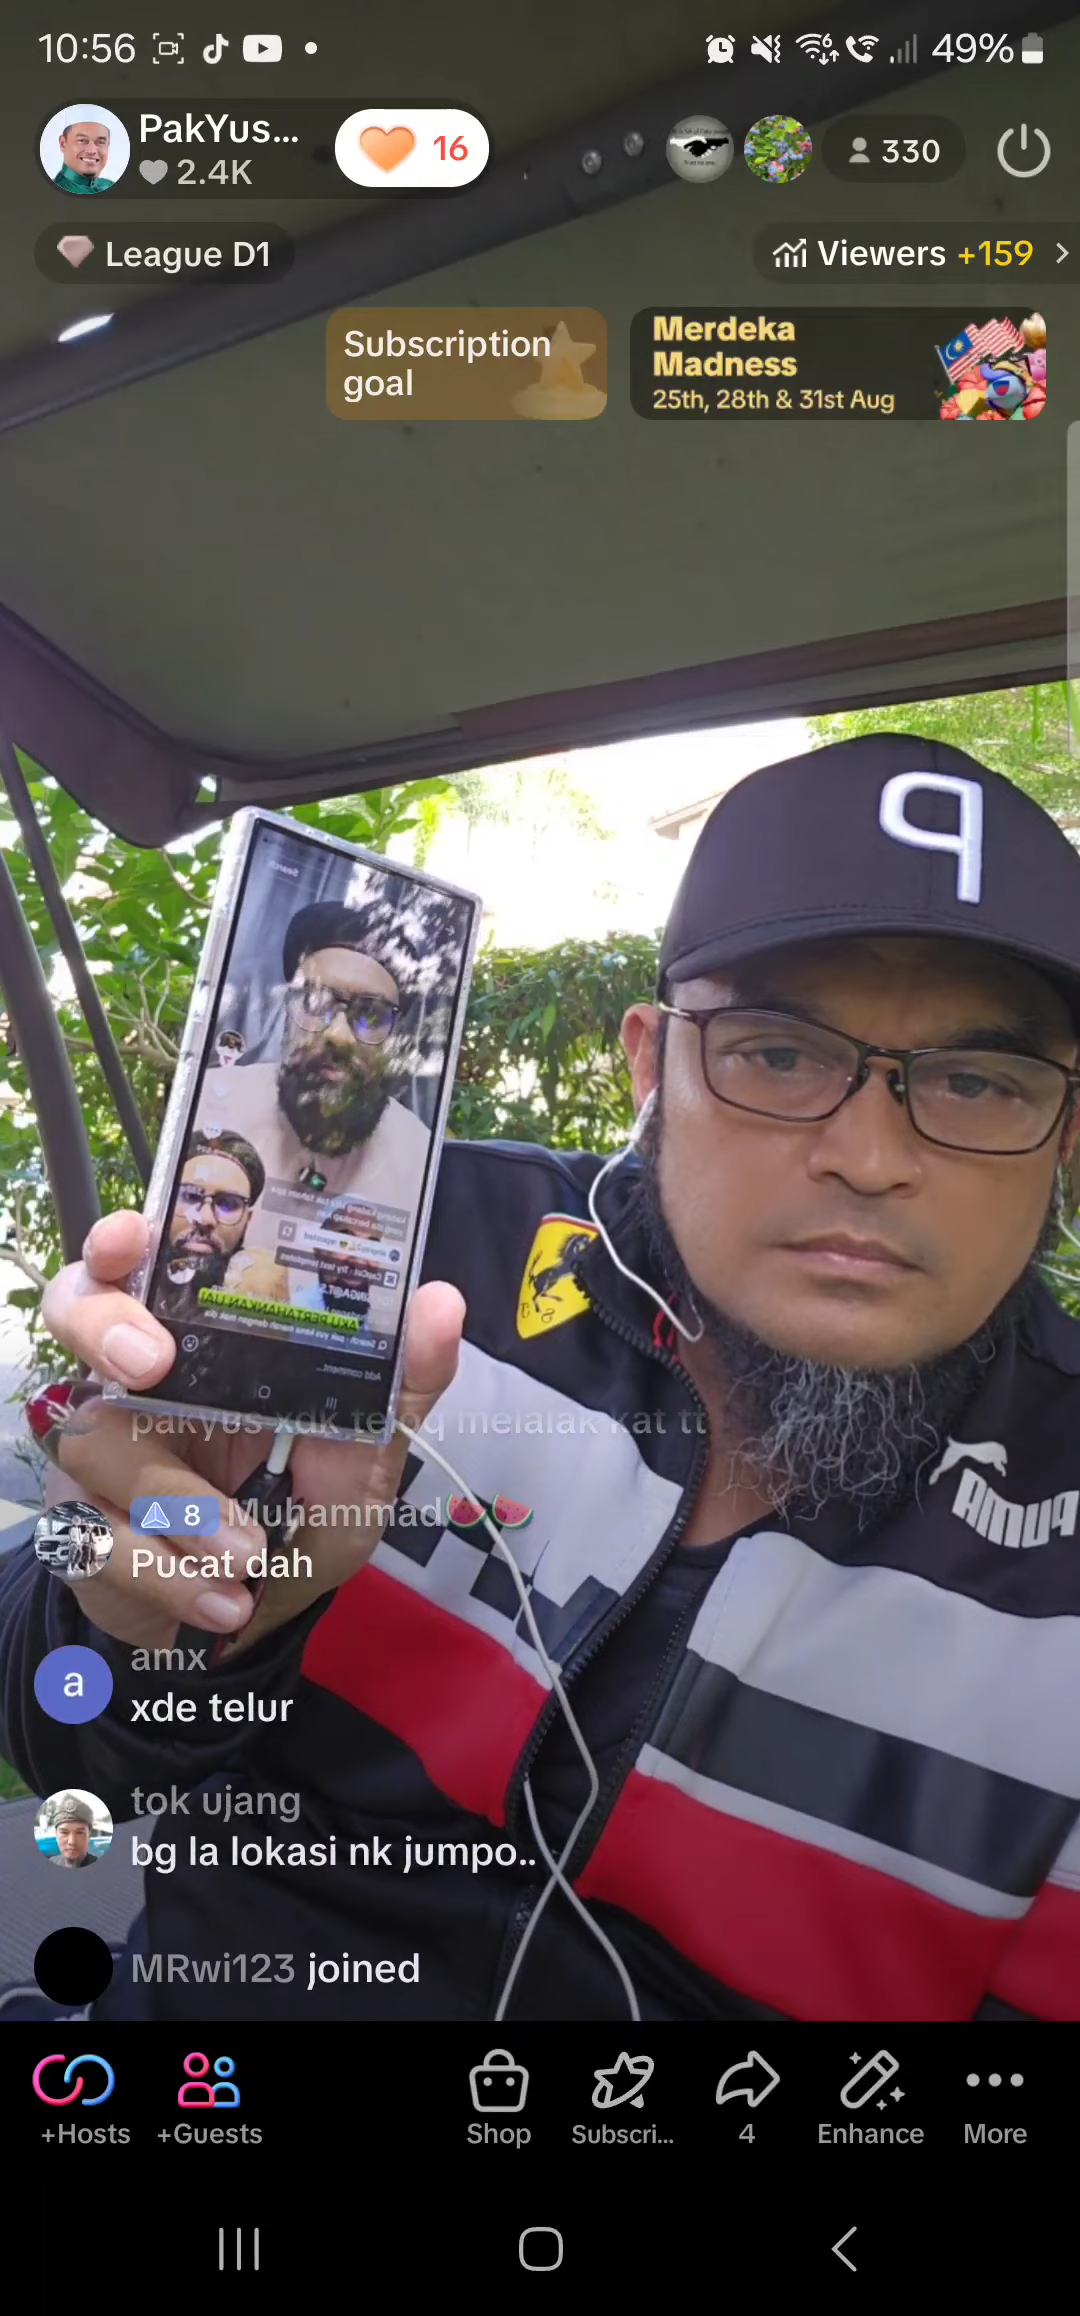 10:56
49%
PakYus...
2.4K
16
330
League D1
Viewers +159 >
Subscription
goal
Merdeka
Madness
25th, 28th & 31st Aug
pakyus xdk teloq melalak kat tt
8 Muhammad🍉🍉
Pucat dah
a
amx
xde telur
tok ujang
bg la lokasi nk jumpo..
MRwi123 joined
+Hosts
+Guests
Shop
Subscri...
4
Enhance
More